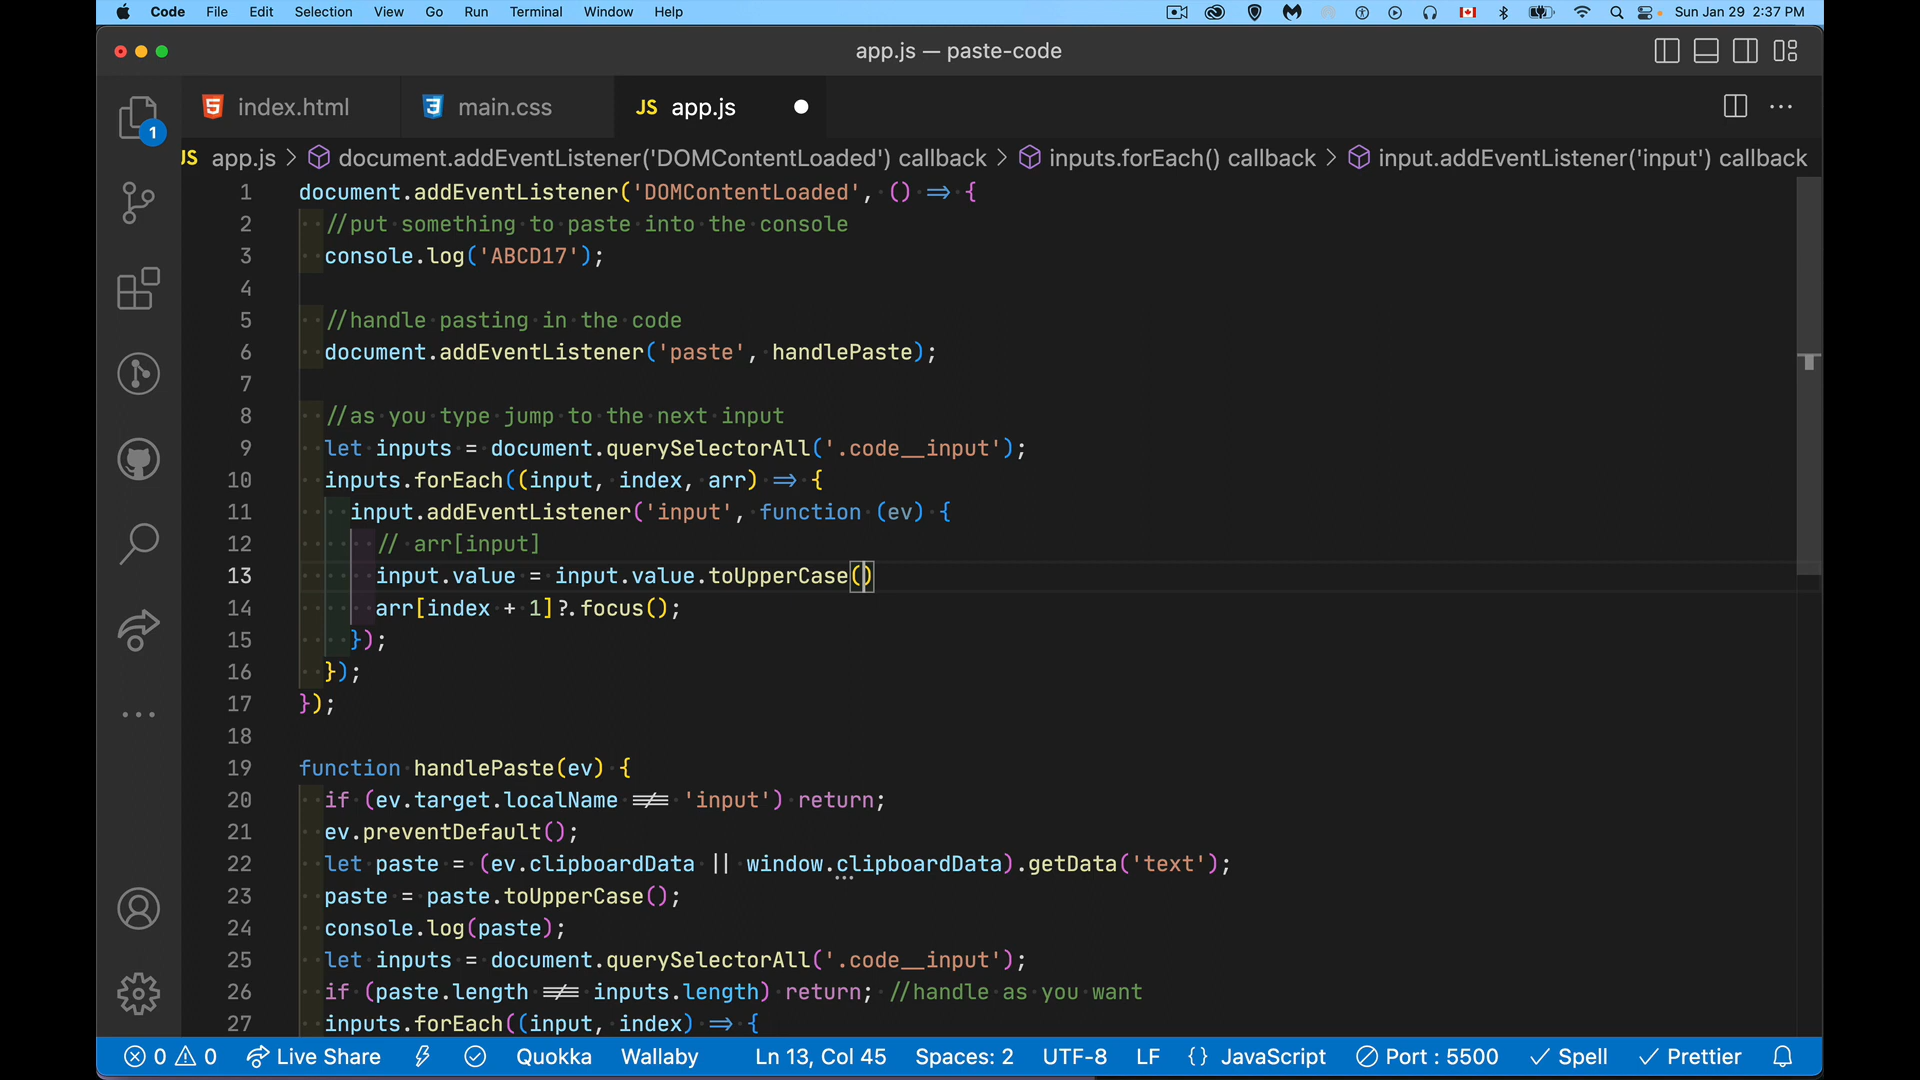 Code File Edit Selection View Go Run Terminal Window Help Sun Jan 29 2:37 PM
app.js — paste-code
1
index.html
main.css
JS app.js
JS app.js > document.addEventListener('DOMContentLoaded') callback > inputs.forEach() callback > input.addEventListener('input') callback
1 document.addEventListener('DOMContentLoaded', () => {
2 //put something to paste into the console
3 console.log('ABCD17');
4
5 //handle pasting in the code
6 document.addEventListener('paste', handlePaste);
7
8 //as you type jump to the next input
9 let inputs = document.querySelectorAll('.code__input');
10 inputs.forEach((input, index, arr) => {
11 input.addEventListener('input', function (ev) {
12 // arr[input]
13 input.value = input.value.toUpperCase()
14 arr[index + 1]?.focus();
15 });
16 });
17 });
18
19 function handlePaste(ev) {
20 if (ev.target.localName !== 'input') return;
21 ev.preventDefault();
22 let paste = (ev.clipboardData || window.clipboardData).getData('text');
23 paste = paste.toUpperCase();
24 console.log(paste);
25 let inputs = document.querySelectorAll('.code__input');
26 if (paste.length !== inputs.length) return; //handle as you want
27 inputs.forEach((input, index) => {
0 0 Live Share Quokka Wallaby Ln 13, Col 45 Spaces: 2 UTF-8 LF {} JavaScript Port : 5500 Spell Prettier